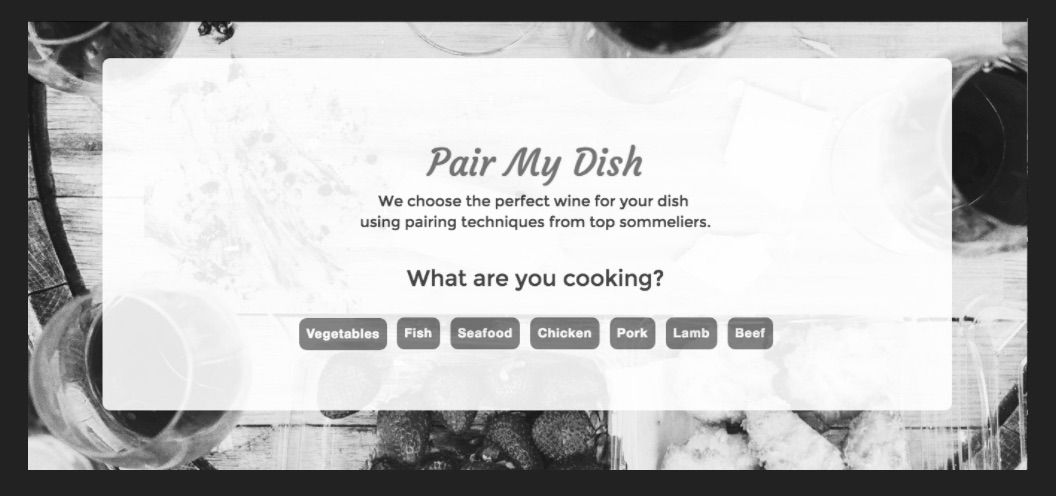 Pair My Dish
We choose the perfect wine for your dish
using pairing techniques from top sommeliers.
What are you cooking?
Vegetables Fish Seafood Chicken Pork Lamb Beef